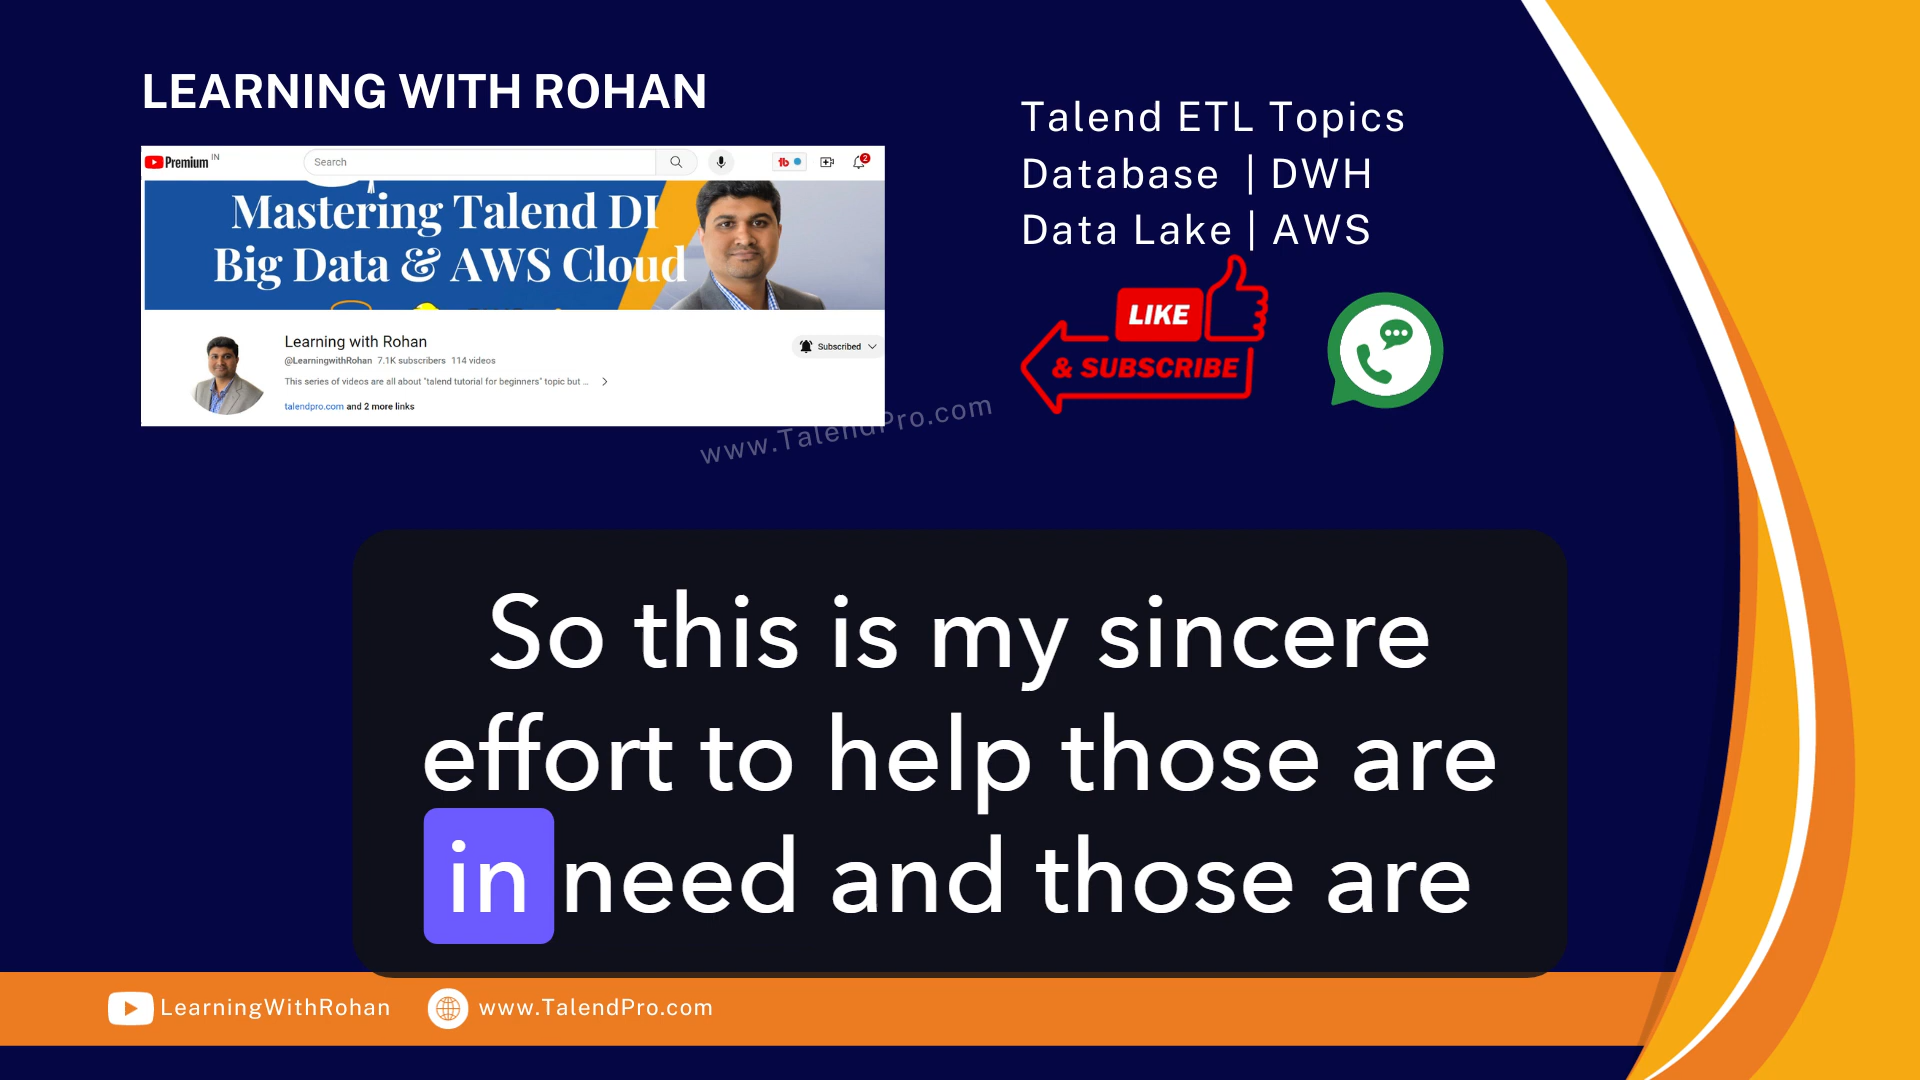 LEARNING WITH ROHAN
Premium IN
Search
2
Mastering Talend DI
Big Data & AWS Cloud
Learning with Rohan
@LearningwithRohan 7.1K subscribers 114 videos
Subscribed
This series of videos are all about "talend tutorial for beginners" topic but ...
talendpro.com and 2 more links
Talend ETL Topics
Database | DWH
Data Lake | AWS
LIKE
& SUBSCRIBE
www.TalendPro.com
So this is my sincere
effort to help those are
in need and those are
LearningWithRohan
www.TalendPro.com